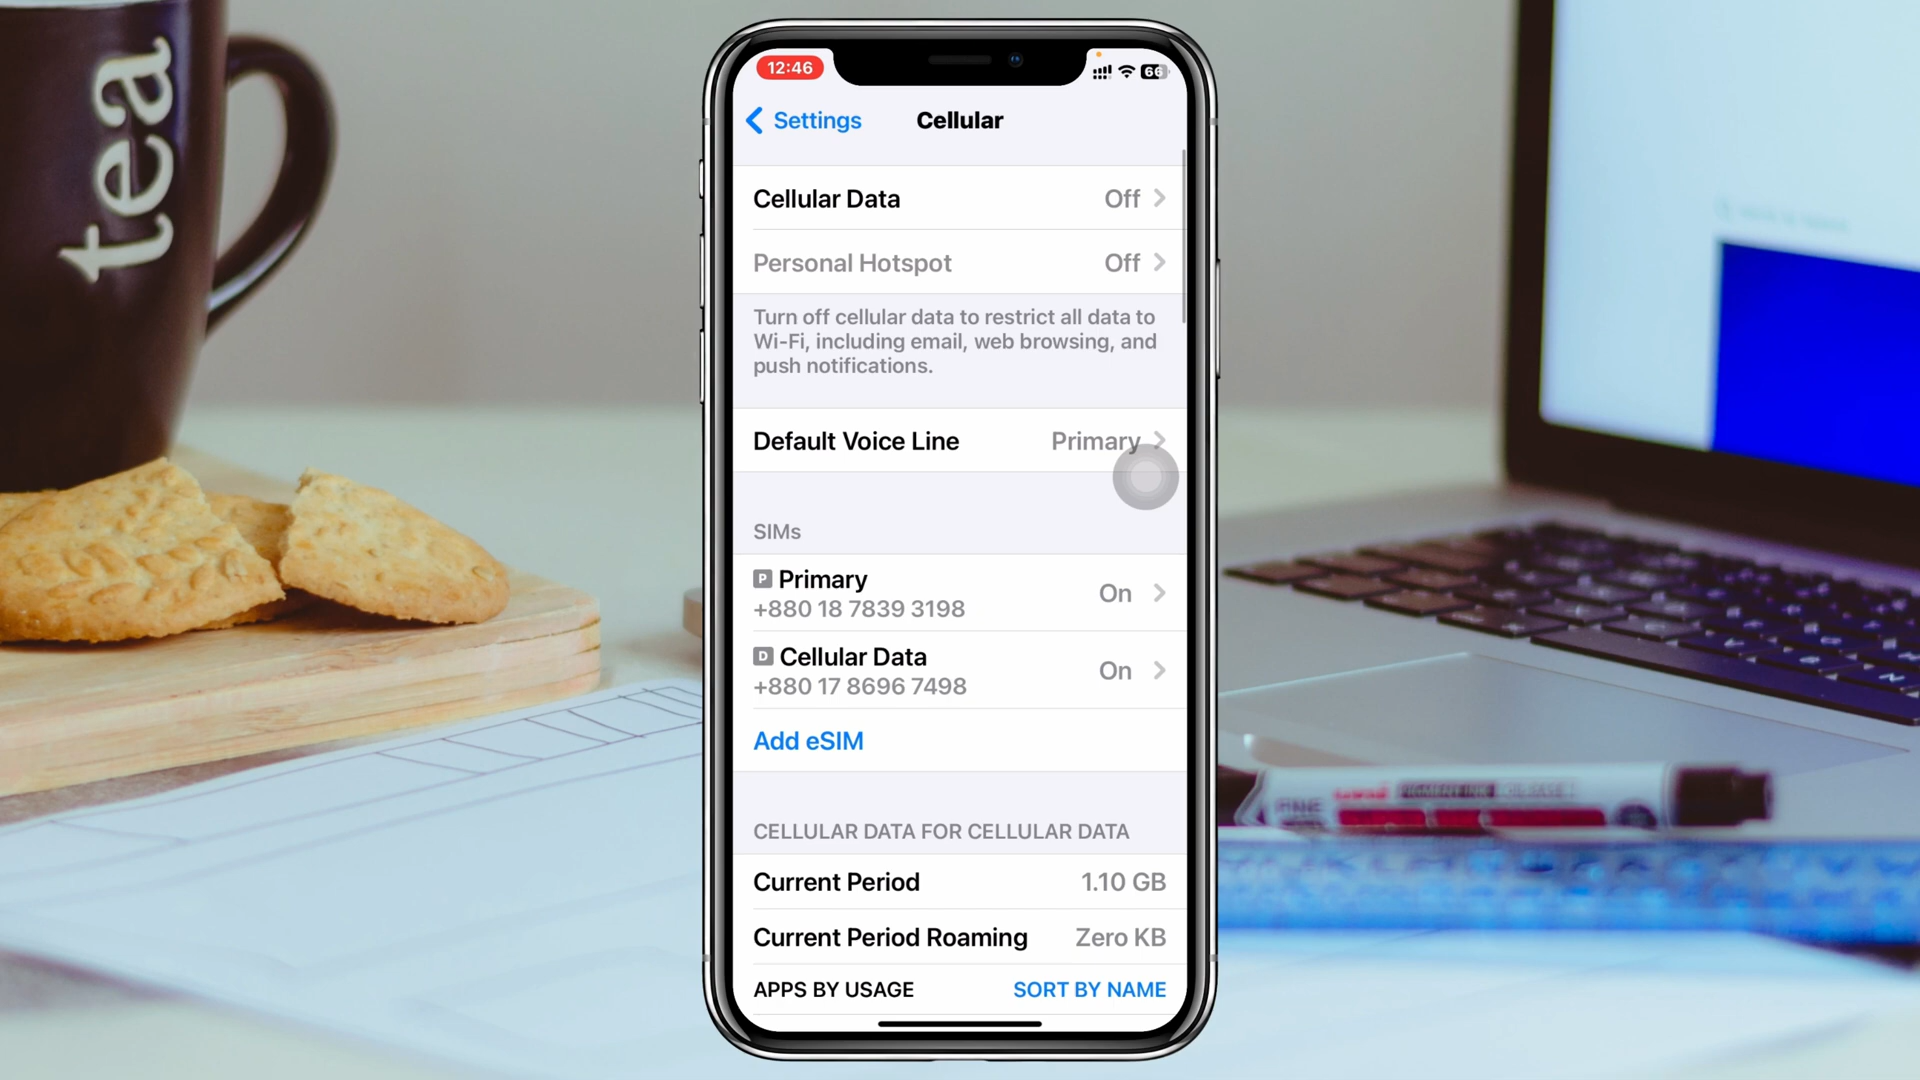 tea
12:46
66
Settings
Cellular
Cellular Data Off
Personal Hotspot Off
Turn off cellular data to restrict all data to
Wi-Fi, including email, web browsing, and
push notifications.
Default Voice Line Primary
SIMs
P Primary
+880 18 7839 3198
On
D Cellular Data
+880 17 8696 7498
On
Add eSIM
CELLULAR DATA FOR CELLULAR DATA
Current Period 1.10 GB
Current Period Roaming Zero KB
APPS BY USAGE SORT BY NAME
FINE